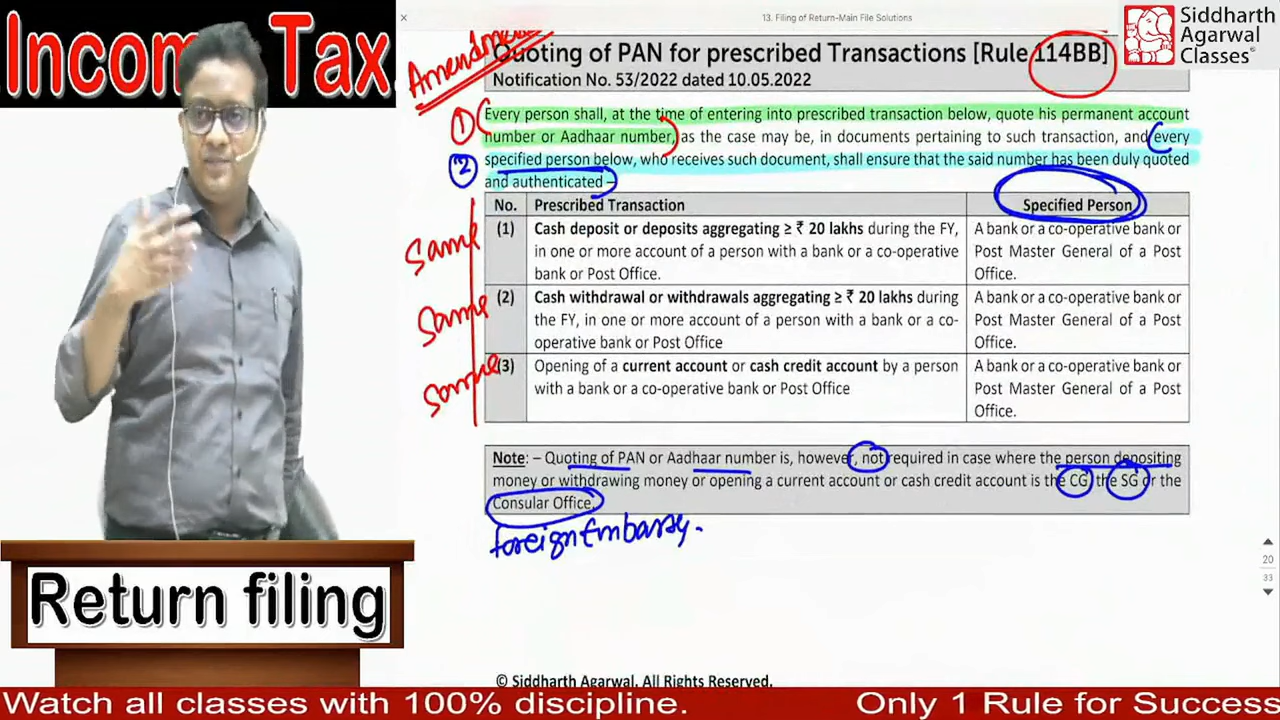 Income Tax
13. Filing of Return-Main File Solutions
Siddharth
Agarwal
Classes®
Amendment
Quoting of PAN for prescribed Transactions [Rule 114BB]
Notification No. 53/2022 dated 10.05.2022
① Every person shall, at the time of entering into prescribed transaction below, quote his permanent account
number or Aadhaar number, as the case may be, in documents pertaining to such transaction, and every
② specified person below, who receives such document, shall ensure that the said number has been duly quoted
and authenticated –
No. Prescribed Transaction Specified Person
(1) Cash deposit or deposits aggregating ≥ ₹ 20 lakhs during the FY, A bank or a co-operative bank or
Same in one or more account of a person with a bank or a co-operative Post Master General of a Post
bank or Post Office. Office.
(2) Cash withdrawal or withdrawals aggregating ≥ ₹ 20 lakhs during A bank or a co-operative bank or
Same the FY, in one or more account of a person with a bank or a co- Post Master General of a Post
operative bank or Post Office Office.
(3) Opening of a current account or cash credit account by a person A bank or a co-operative bank or
Same with a bank or a co-operative bank or Post Office Post Master General of a Post
Office.
Note: – Quoting of PAN or Aadhaar number is, however, not required in case where the person depositing
money or withdrawing money or opening a current account or cash credit account is the CG, the SG or the
Consular Office.
foreign Embassy.
20
33
Return filing
© Siddharth Agarwal. All Rights Reserved.
Watch all classes with 100% discipline. Only 1 Rule for Success